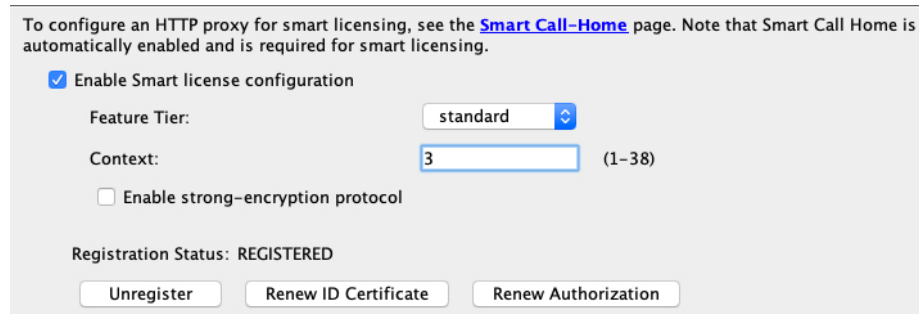 To configure an HTTP proxy for smart licensing, see the Smart Call-Home page. Note that Smart Call Home is
automatically enabled and is required for smart licensing.
Enable Smart license configuration
Feature Tier: standard
Context: 3 (1-38)
Enable strong-encryption protocol
Registration Status: REGISTERED
Unregister Renew ID Certificate Renew Authorization